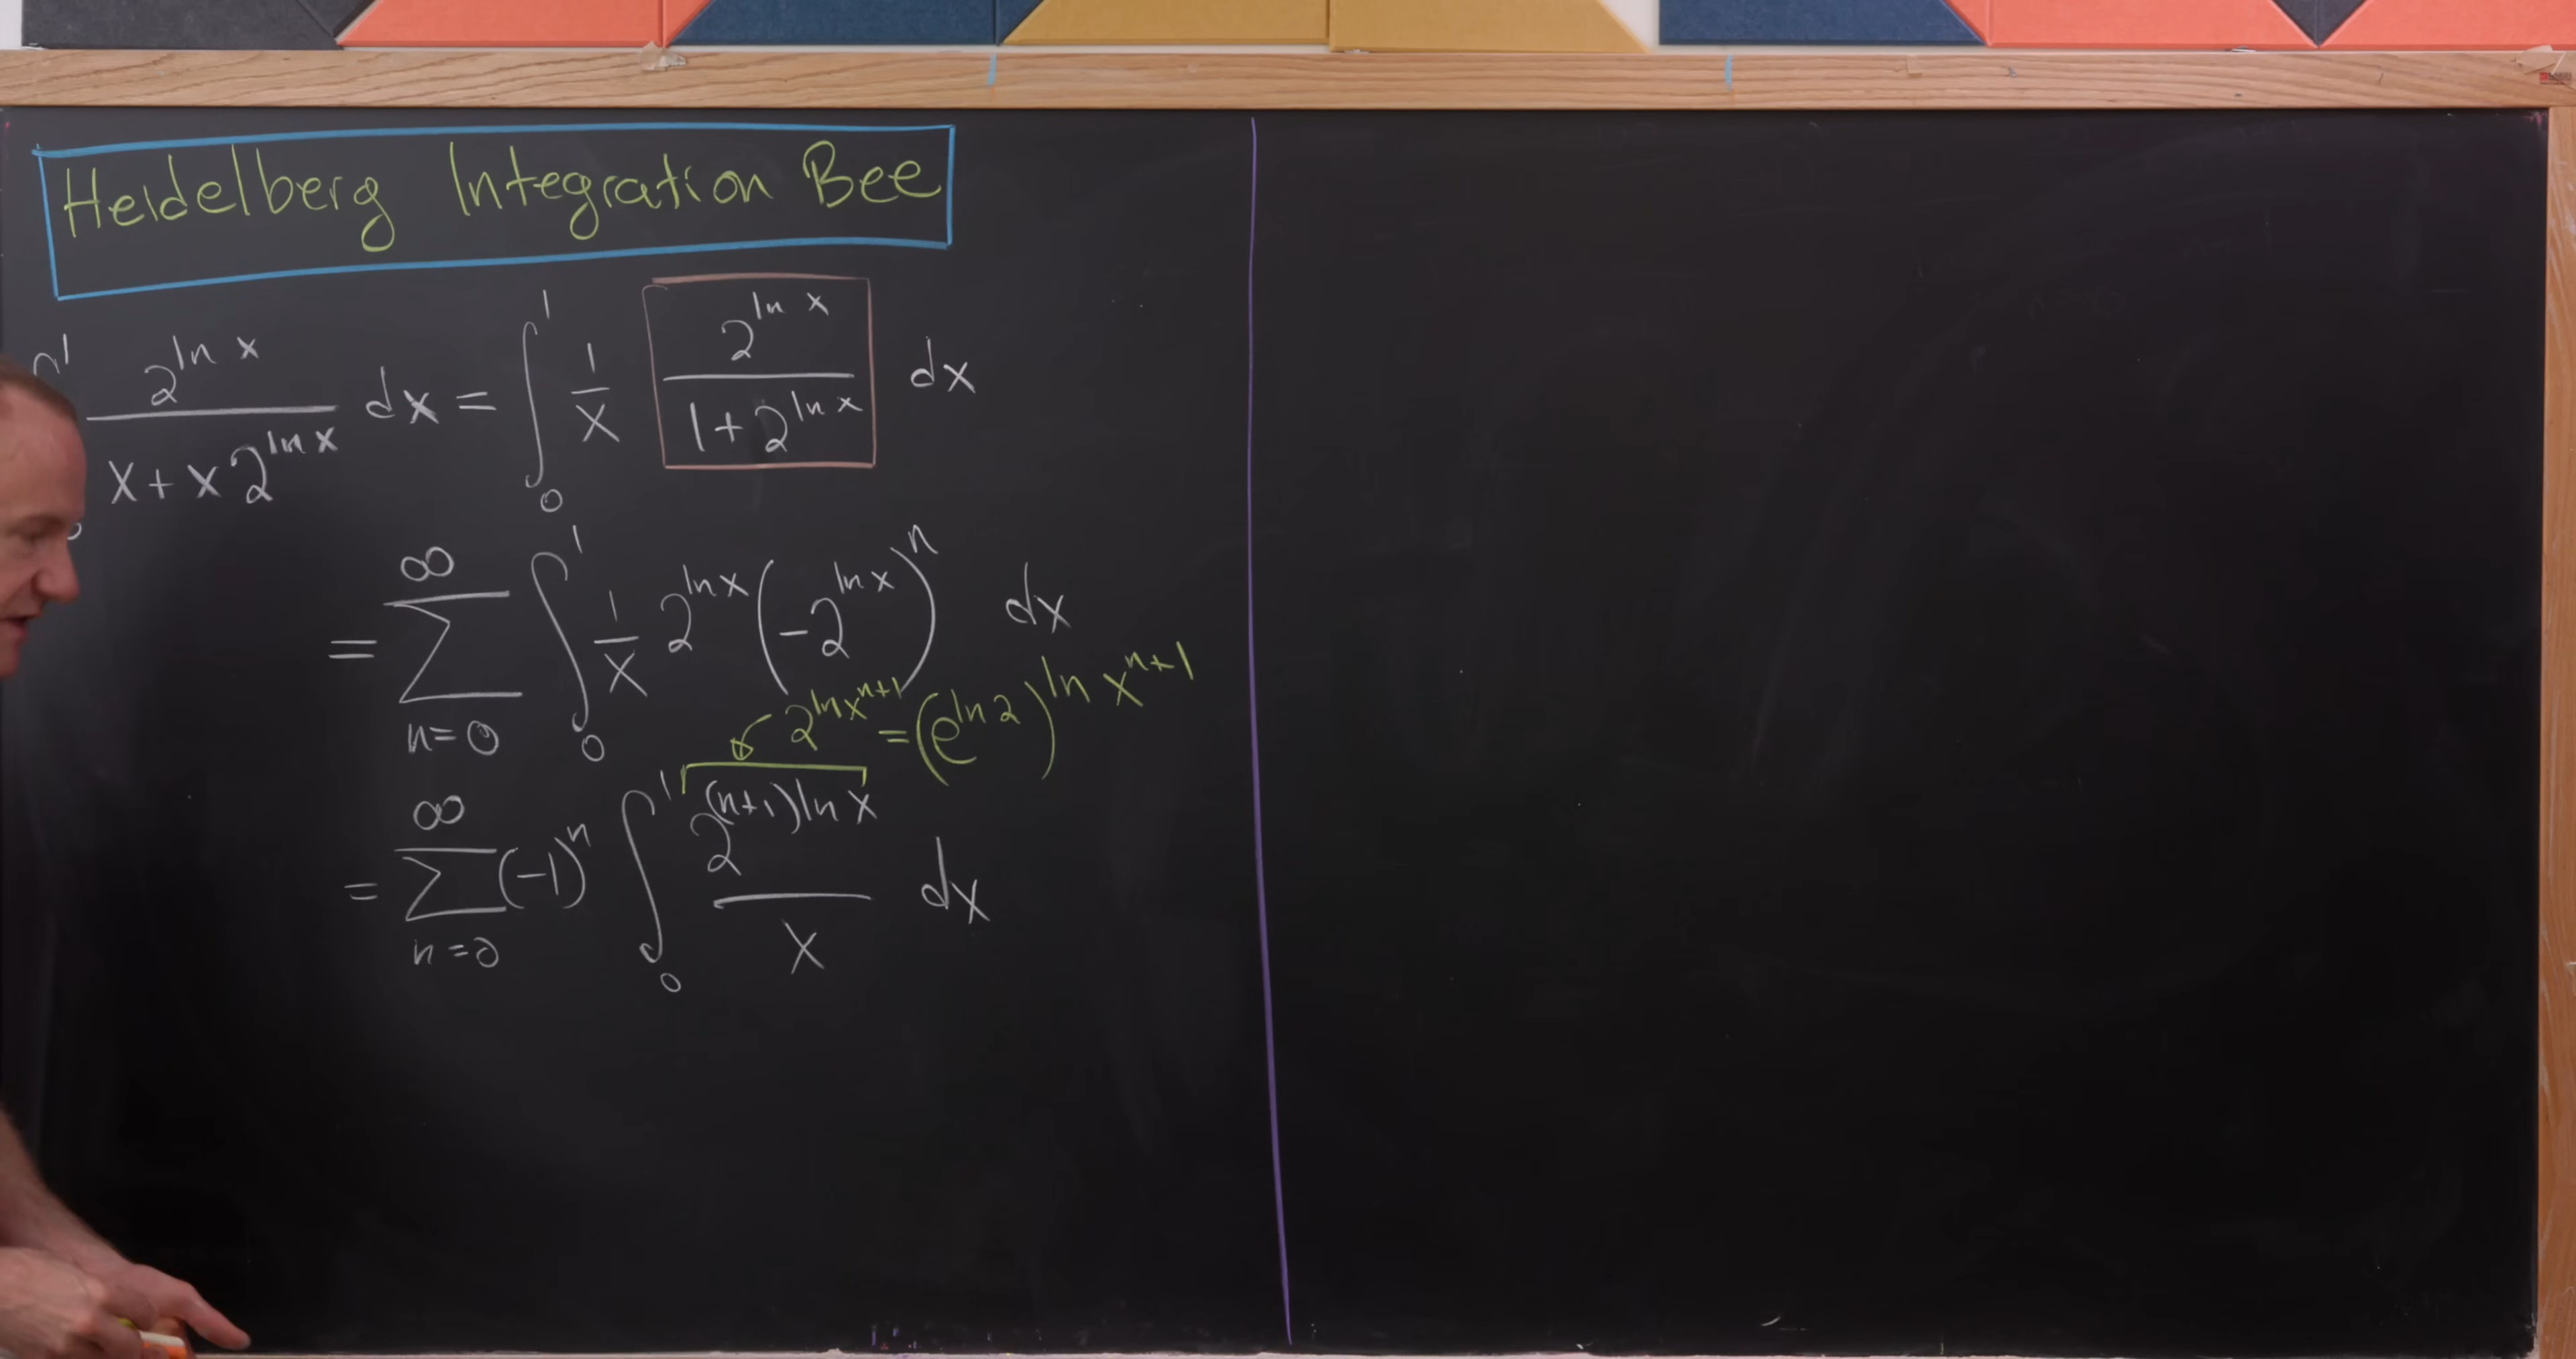 Heidelberg Integration Bee
∫₀¹ 2^{ln x} / (x + x 2^{ln x}) dx = ∫₀¹ 1/x · 2^{ln x} / (1 + 2^{ln x}) dx
= ∑_{n=0}^{∞} ∫₀¹ 1/x 2^{ln x} (-2^{ln x})^n dx
2^{ln x^{n+1}} = (e^{ln 2})^{ln x^{n+1}}
= ∑_{n=0}^{∞} (-1)^n ∫₀¹ 2^{(n+1) ln x} / x dx